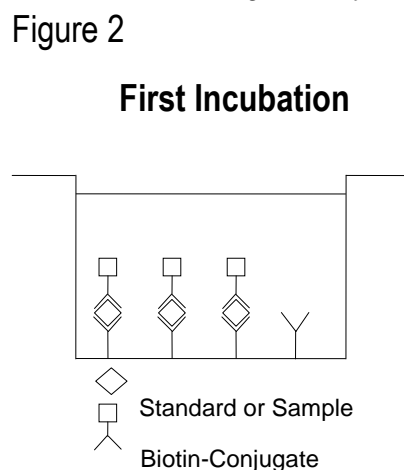 Figure 2
First Incubation
Standard or Sample
Biotin-Conjugate